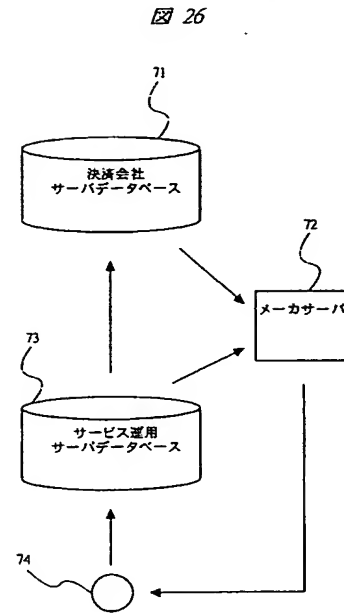 図 26
71
決済会社
サーバデータベース
72
メーカサーバ
73
サービス運用
サーバデータベース
74